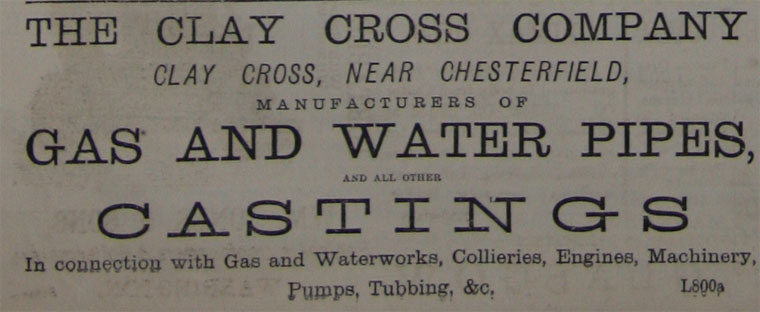 THE CLAY CROSS COMPANY
CLAY CROSS, NEAR CHESTERFIELD,
MANUFACTURERS OF
GAS AND WATER PIPES,
AND ALL OTHER
CASTINGS
In connection with Gas and Waterworks, Collieries, Engines, Machinery,
Pumps, Tubbing, &c. L800a